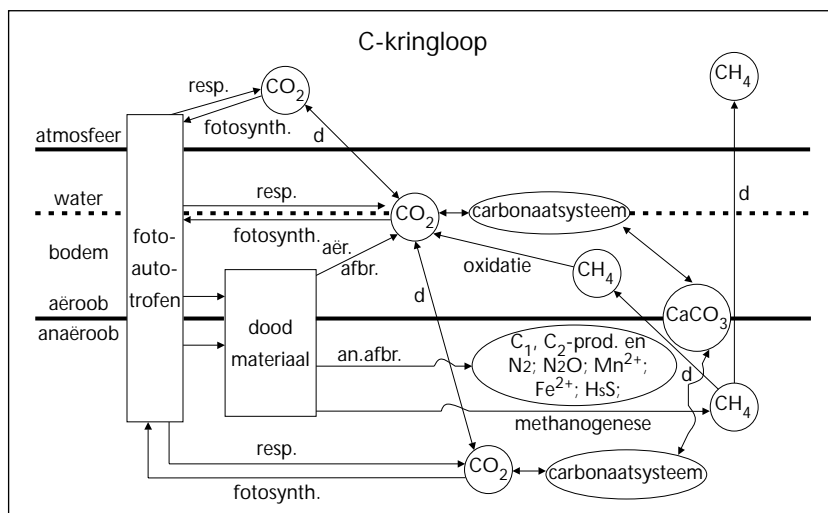 C-kringloop
resp.
CO2
CH4
fotosynth.
d
atmosfeer
water
resp.
CO2
carbonaatsysteem
d
fotosynth.
bodem
foto-
auto-
trofen
aër.
afbr.
oxidatie
CH4
d
aëroob
anaëroob
CaCO3
dood
materiaal
C1, C2-prod. en
N2; N2O; Mn2+;
Fe2+; HsS;
an.afbr.
d
CH4
methanogenese
resp.
CO2
carbonaatsysteem
fotosynth.